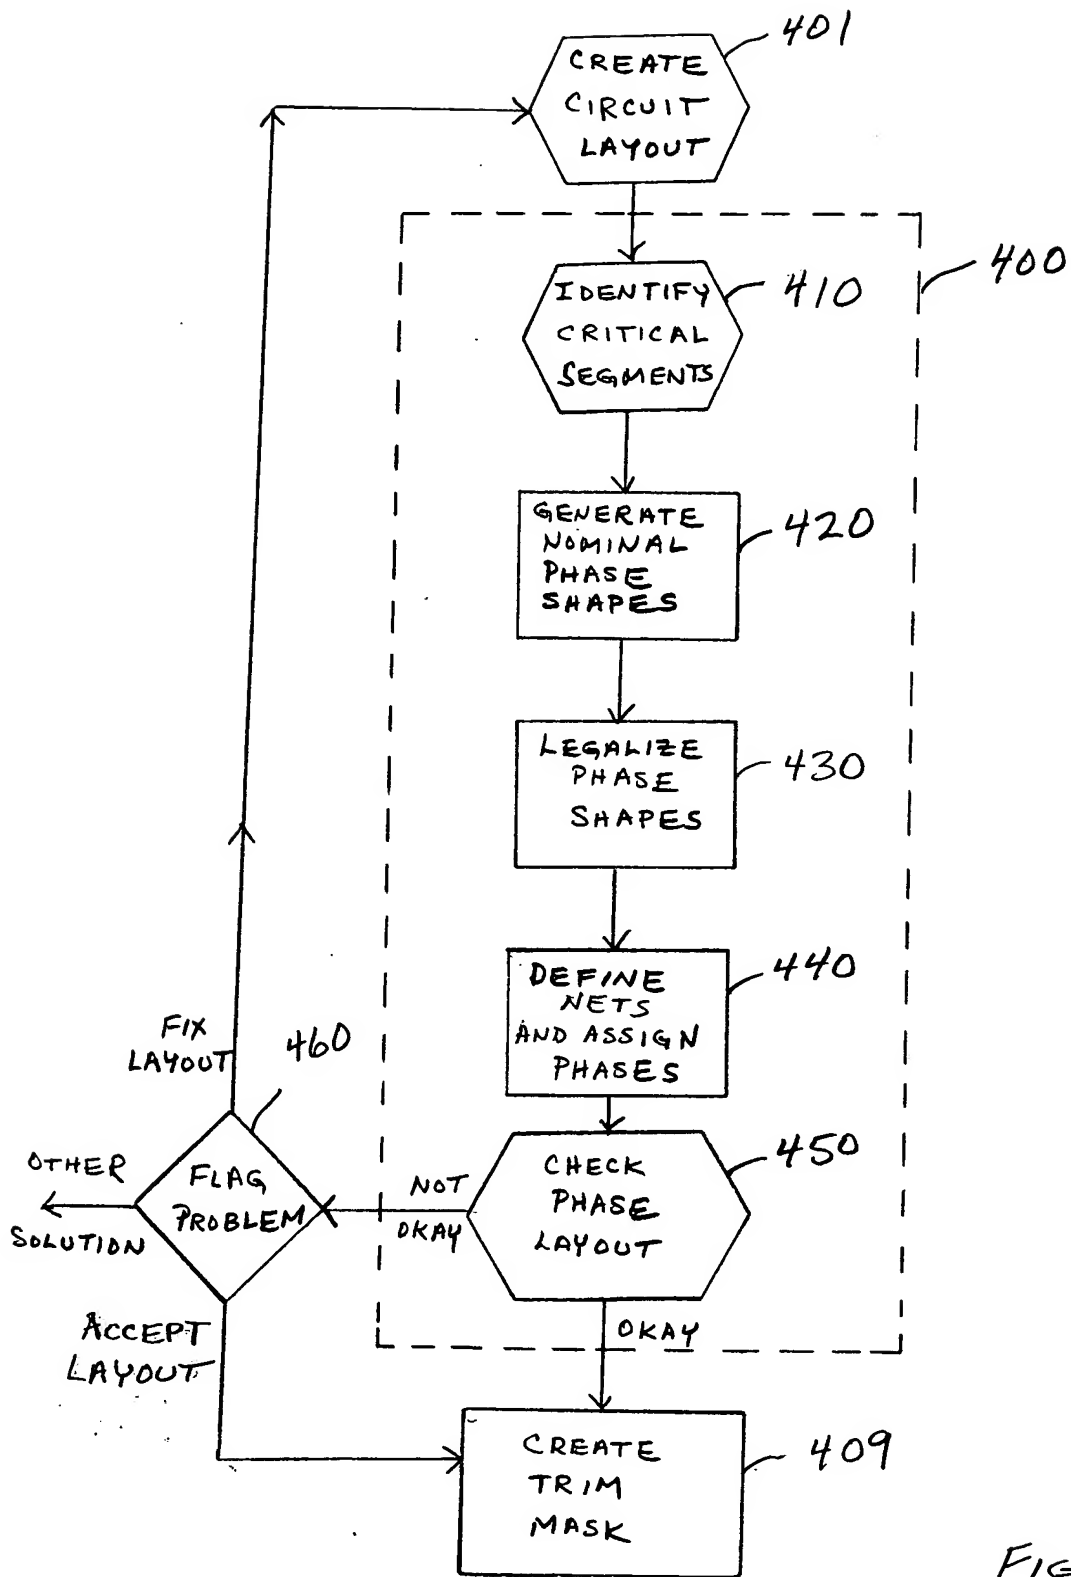 401
CREATE
CIRCUIT
LAYOUT
400
IDENTIFY
CRITICAL
SEGMENTS
410
GENERATE
NOMINAL
PHASE
SHAPES
420
LEGALIZE
PHASE
SHAPES
430
DEFINE
NETS
AND ASSIGN
PHASES
440
FIX
LAYOUT
460
CHECK
PHASE
LAYOUT
450
OTHER
SOLUTION
FLAG
PROBLEM
NOT
OKAY
OKAY
ACCEPT
LAYOUT
CREATE
TRIM
MASK
409
FIG